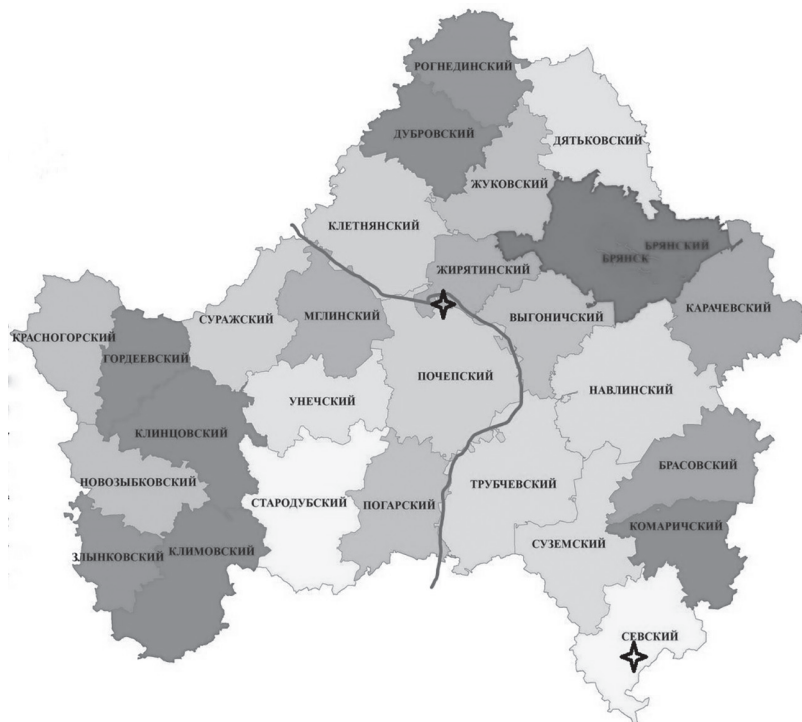 РОГНЕДИНСКИЙ
ДУБРОВСКИЙ
ДЯТЬКОВСКИЙ
ЖУКОВСКИЙ
КЛЕТНЯНСКИЙ
БРЯНСКИЙ
БРЯНСК
ЖИРЯТИНСКИЙ
КАРАЧЕВСКИЙ
СУРАЖСКИЙ
МГЛИНСКИЙ
ВЫГОНИЧСКИЙ
КРАСНОГОРСКИЙ
ГОРДЕЕВСКИЙ
ПОЧЕПСКИЙ
НАВЛИНСКИЙ
УНЕЧСКИЙ
КЛИНЦОВСКИЙ
БРАСОВСКИЙ
НОВОЗЫБКОВСКИЙ
СТАРОДУБСКИЙ
ПОГАРСКИЙ
ТРУБЧЕВСКИЙ
КОМАРИЧСКИЙ
СУЗЕМСКИЙ
ЗЛЫНКОВСКИЙ
КЛИМОВСКИЙ
СЕВСКИЙ